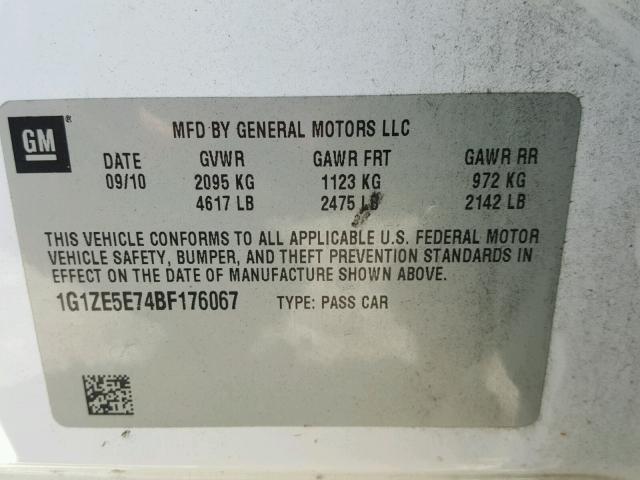 GM®
MFD BY GENERAL MOTORS LLC
DATE GVWR GAWR FRT GAWR RR
09/10 2095 KG 1123 KG 972 KG
4617 LB 2475 LB 2142 LB
THIS VEHICLE CONFORMS TO ALL APPLICABLE U.S. FEDERAL MOTOR
VEHICLE SAFETY, BUMPER, AND THEFT PREVENTION STANDARDS IN
EFFECT ON THE DATE OF MANUFACTURE SHOWN ABOVE.
1G1ZE5E74BF176067 TYPE: PASS CAR